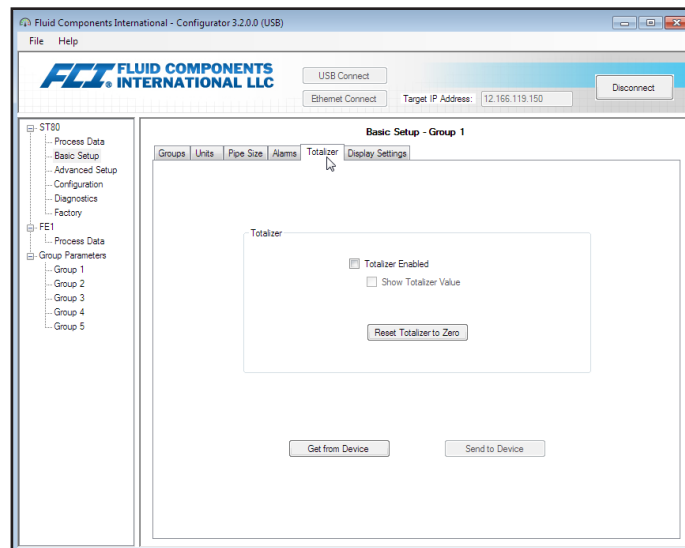 Fluid Components International - Configurator 3.2.0.0 (USB)
File Help
FCI. FLUID COMPONENTS
® INTERNATIONAL LLC
USB Connect
Ethernet Connect
Target IP Address: 12.166.119.150
Disconnect
ST80
Process Data
Basic Setup
Advanced Setup
Configuration
Diagnostics
Factory
FE1
Process Data
Group Parameters
Group 1
Group 2
Group 3
Group 4
Group 5
Basic Setup - Group 1
Groups Units Pipe Size Alarms Totalizer Display Settings
Totalizer
Totalizer Enabled
Show Totalizer Value
Reset Totalizer to Zero
Get from Device Send to Device